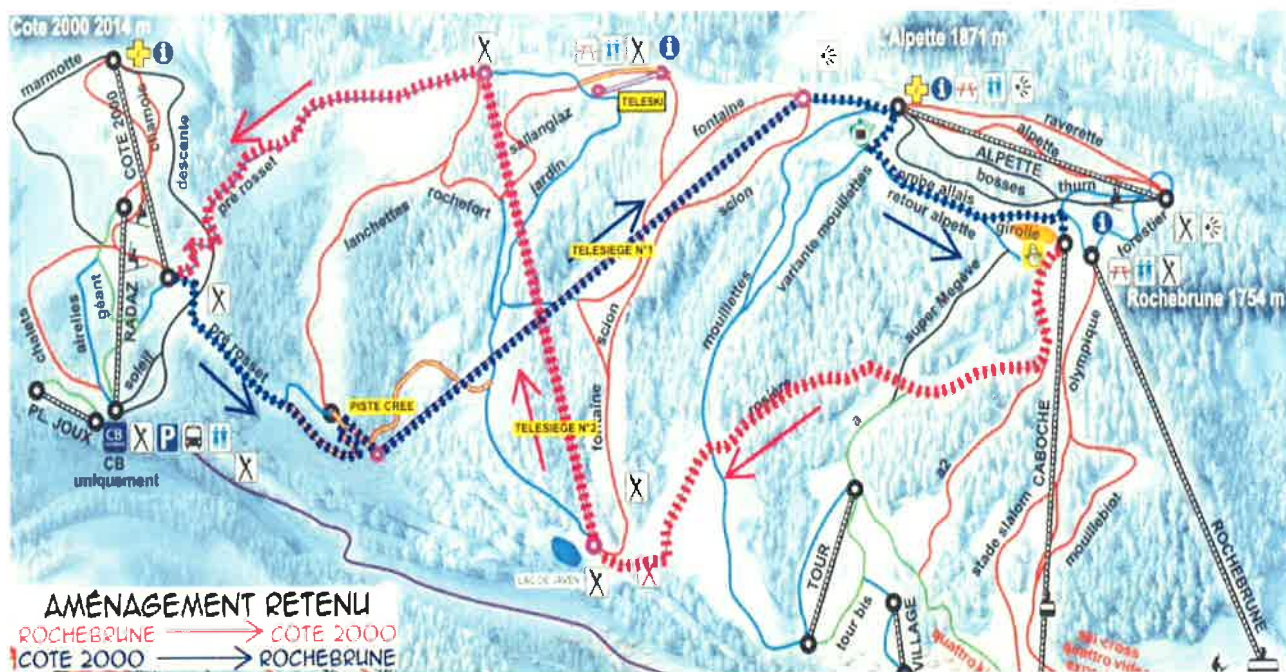 Cote 2000 2014 m
L'Alpette 1871 m
marmotte
COTE 2000
chamois
descente
TELESKI
sallanglaz
jardin
fontaine
scion
raverette
alpette
ALPETTE
bosses
thurn
combe allais
retour alpette
girolle
forestier
pre rosset
lanchettes
rochefort
TELESIEGE N°1
variante mouillettes
mouillettes
super Megève
Rochebrune 1754 m
chalets
airelles
géant
RADAZ
soleil
pre rosset
scion
olympique
PISTE CREE
TELESIEGE N°2
fontaine
rosiere
a
a2
CABOCHE
PL. JOUX
CB
P
CB
uniquement
stade slalom
mouillebiot
ROCHEBRUNE
LAC DE JAVEN
TOUR
tour bis
VILLAGE
AMÉNAGEMENT RETENU
ROCHEBRUNE COTE 2000
COTE 2000 ROCHEBRUNE